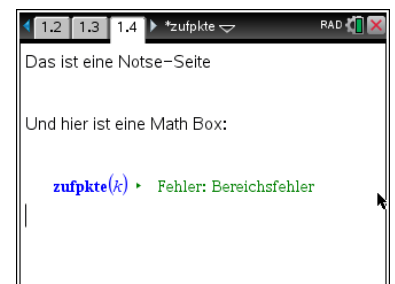 1.2 1.3 1.4 *zufpkte RAD
Das ist eine Notse-Seite
Und hier ist eine Math Box:
zufpkte(k) ▸ Fehler: Bereichsfehler